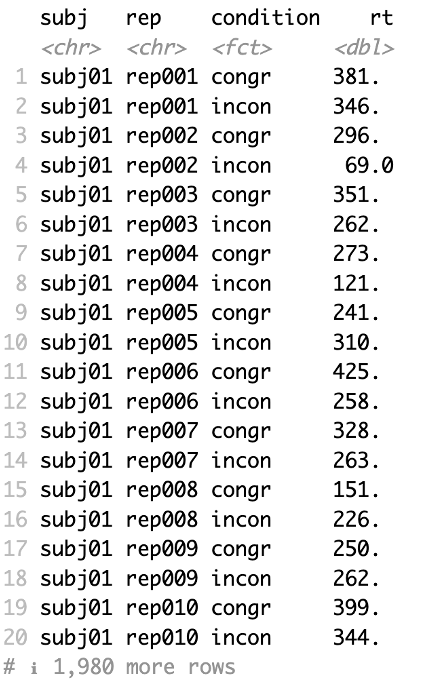 subj rep condition rt
<chr> <chr> <fct> <dbl>
1 subj01 rep001 congr 381.
2 subj01 rep001 incon 346.
3 subj01 rep002 congr 296.
4 subj01 rep002 incon 69.0
5 subj01 rep003 congr 351.
6 subj01 rep003 incon 262.
7 subj01 rep004 congr 273.
8 subj01 rep004 incon 121.
9 subj01 rep005 congr 241.
10 subj01 rep005 incon 310.
11 subj01 rep006 congr 425.
12 subj01 rep006 incon 258.
13 subj01 rep007 congr 328.
14 subj01 rep007 incon 263.
15 subj01 rep008 congr 151.
16 subj01 rep008 incon 226.
17 subj01 rep009 congr 250.
18 subj01 rep009 incon 262.
19 subj01 rep010 congr 399.
20 subj01 rep010 incon 344.
# ℹ 1,980 more rows